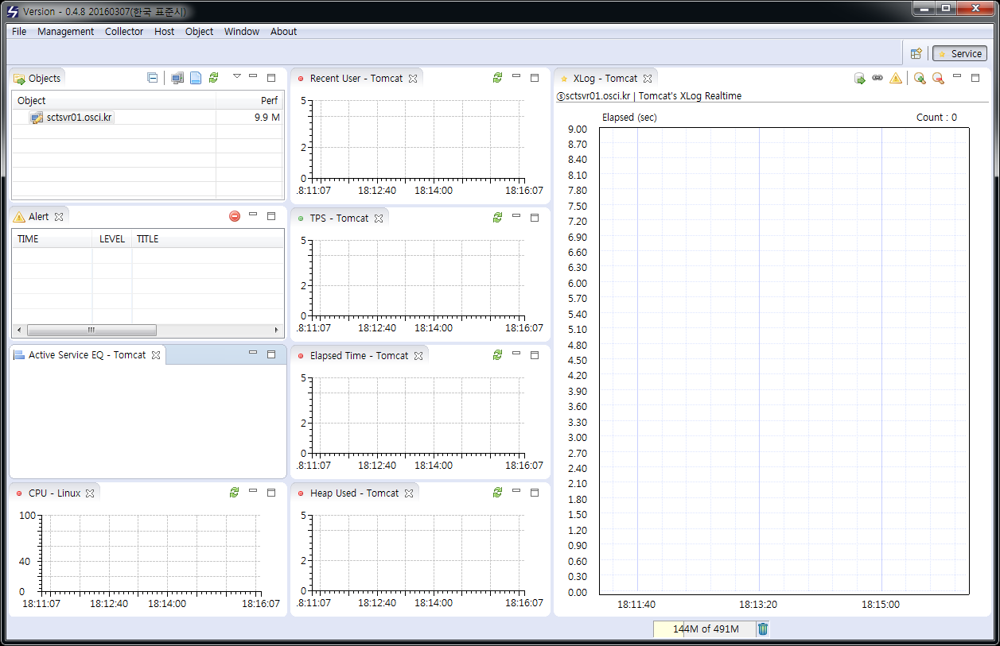 Version - 0.4.8 20160307(한국 표준시)
File Management Collector Host Object Window About
Service
Objects
Object Perf
sctsvr01.osci.kr 9.9 M
Alert
TIME LEVEL TITLE
Active Service EQ - Tomcat
CPU - Linux
100
40
0
18:11:07 18:12:40 18:14:00 18:16:07
Recent User - Tomcat
5
2
0
.8:11:07 18:12:40 18:14:00 18:16:07
TPS - Tomcat
5
2
0
.8:11:07 18:12:40 18:14:00 18:16:07
Elapsed Time - Tomcat
5
2
0
.8:11:07 18:12:40 18:14:00 18:16:07
Heap Used - Tomcat
5
2
0
.8:11:07 18:12:40 18:14:00 18:16:07
XLog - Tomcat
ⓢsctsvr01.osci.kr | Tomcat's XLog Realtime
Elapsed (sec) Count : 0
9.00
8.70
8.40
8.10
7.80
7.50
7.20
6.90
6.60
6.30
6.00
5.70
5.40
5.10
4.80
4.50
4.20
3.90
3.60
3.30
3.00
2.70
2.40
2.10
1.80
1.50
1.20
0.90
0.60
0.30
0.00
18:11:40 18:13:20 18:15:00
144M of 491M